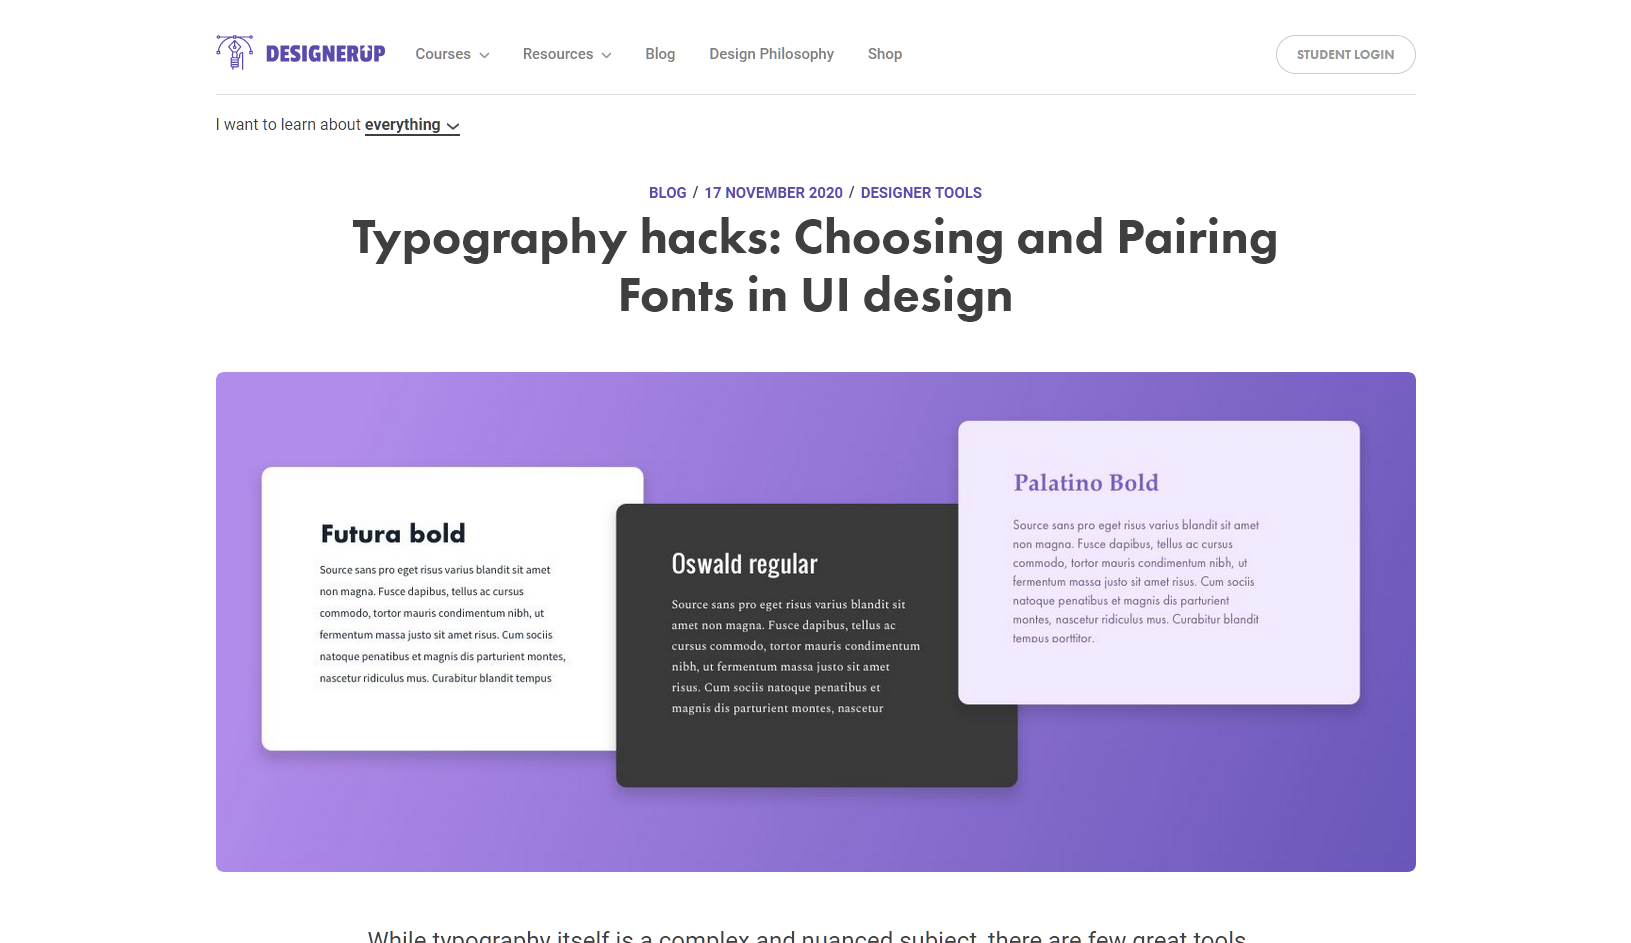 DESIGNERUP
Courses
Resources
Blog
Design Philosophy
Shop
STUDENT LOGIN
I want to learn about everything
BLOG / 17 NOVEMBER 2020 / DESIGNER TOOLS
Typography hacks: Choosing and Pairing
Fonts in UI design
Futura bold
Source sans pro eget risus varius blandit sit amet
non magna. Fusce dapibus, tellus ac cursus
commodo, tortor mauris condimentum nibh, ut
fermentum massa justo sit amet risus. Cum sociis
natoque penatibus et magnis dis parturient montes,
nascetur ridiculus mus. Curabitur blandit tempus
Oswald regular
Source sans pro eget risus varius blandit sit
amet non magna. Fusce dapibus, tellus ac
cursus commodo, tortor mauris condimentum
nibh, ut fermentum massa justo sit amet
risus. Cum sociis natoque penatibus et
magnis dis parturient montes, nascetur
Palatino Bold
Source sans pro eget risus varius blandit sit amet
non magna. Fusce dapibus, tellus ac cursus
commodo, tortor mauris condimentum nibh, ut
fermentum massa justo sit amet risus. Cum sociis
natoque penatibus et magnis dis parturient
montes, nascetur ridiculus mus. Curabitur blandit
tempus porttitor.
While typography itself is a complex and nuanced subject, there are few great tools